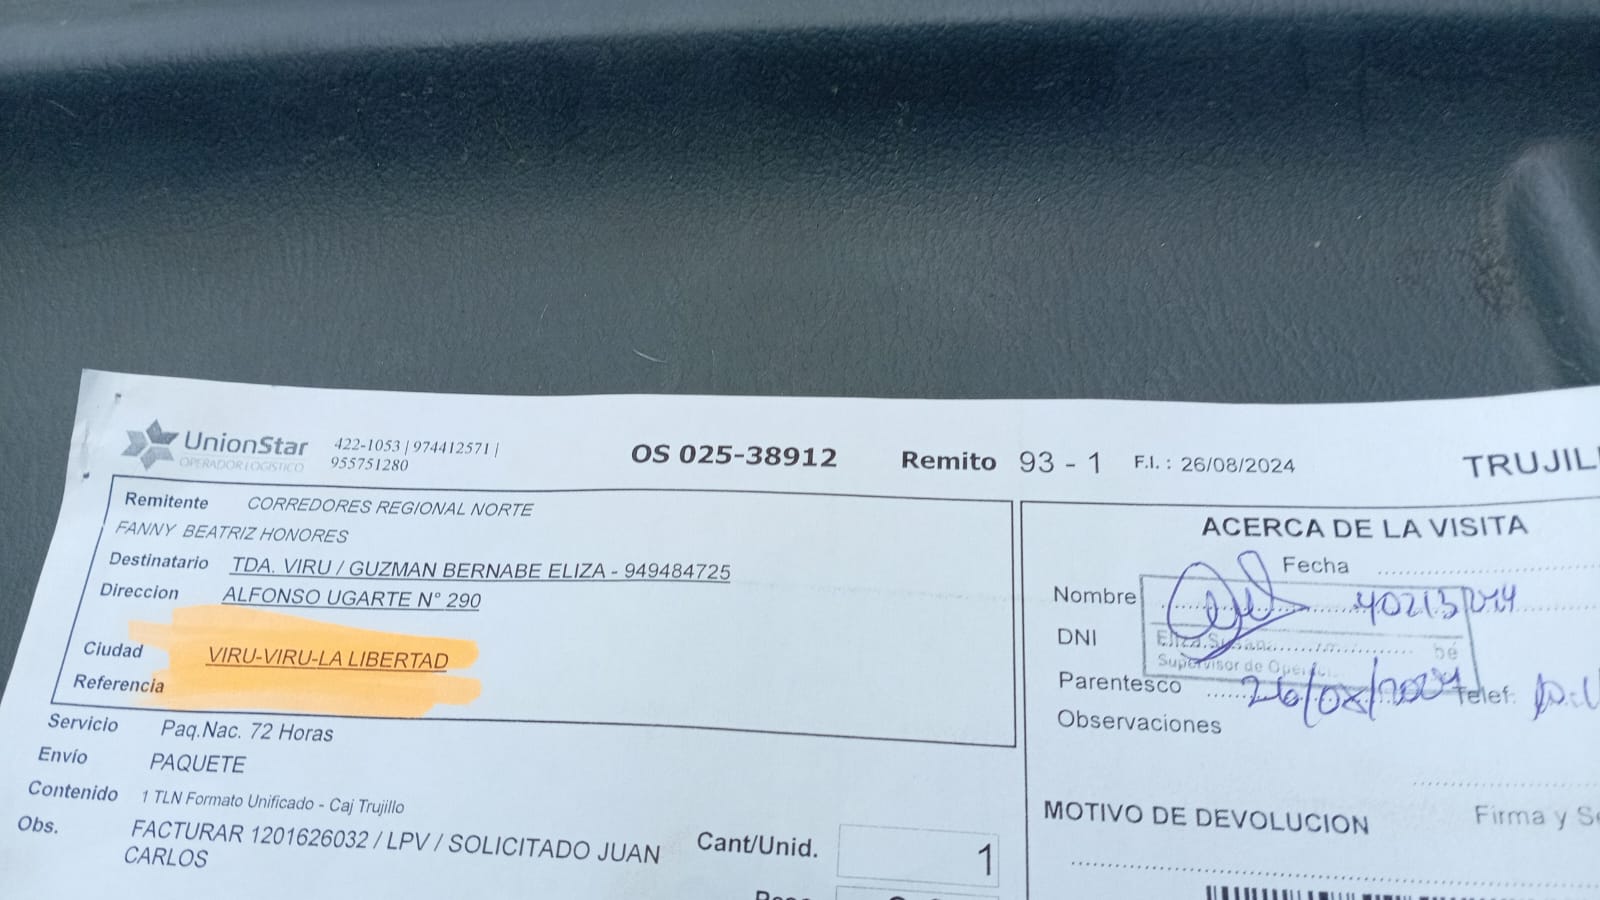 UnionStar
OPERADOR LOGISTICO
422-1053 | 974412571 |
955751280
OS 025-38912
Remito 93 - 1
F.I. : 26/08/2024
Remitente CORREDORES REGIONAL NORTE
FANNY BEATRIZ HONORES
Destinatario TDA. VIRU / GUZMAN BERNABE ELIZA - 949484725
Direccion ALFONSO UGARTE N° 290
Ciudad VIRU-VIRU-LA LIBERTAD
Referencia
Servicio Paq.Nac. 72 Horas
Envío PAQUETE
Contenido 1 TLN Formato Unificado - Caj Trujillo
Obs. FACTURAR 1201626032 / LPV / SOLICITADO JUAN
CARLOS
Cant/Unid. 1
ACERCA DE LA VISITA
Fecha
Nombre
DNI
Supervisor de
Parentesco 26/08/2024 Telef.
Observaciones
MOTIVO DE DEVOLUCION
Firma y